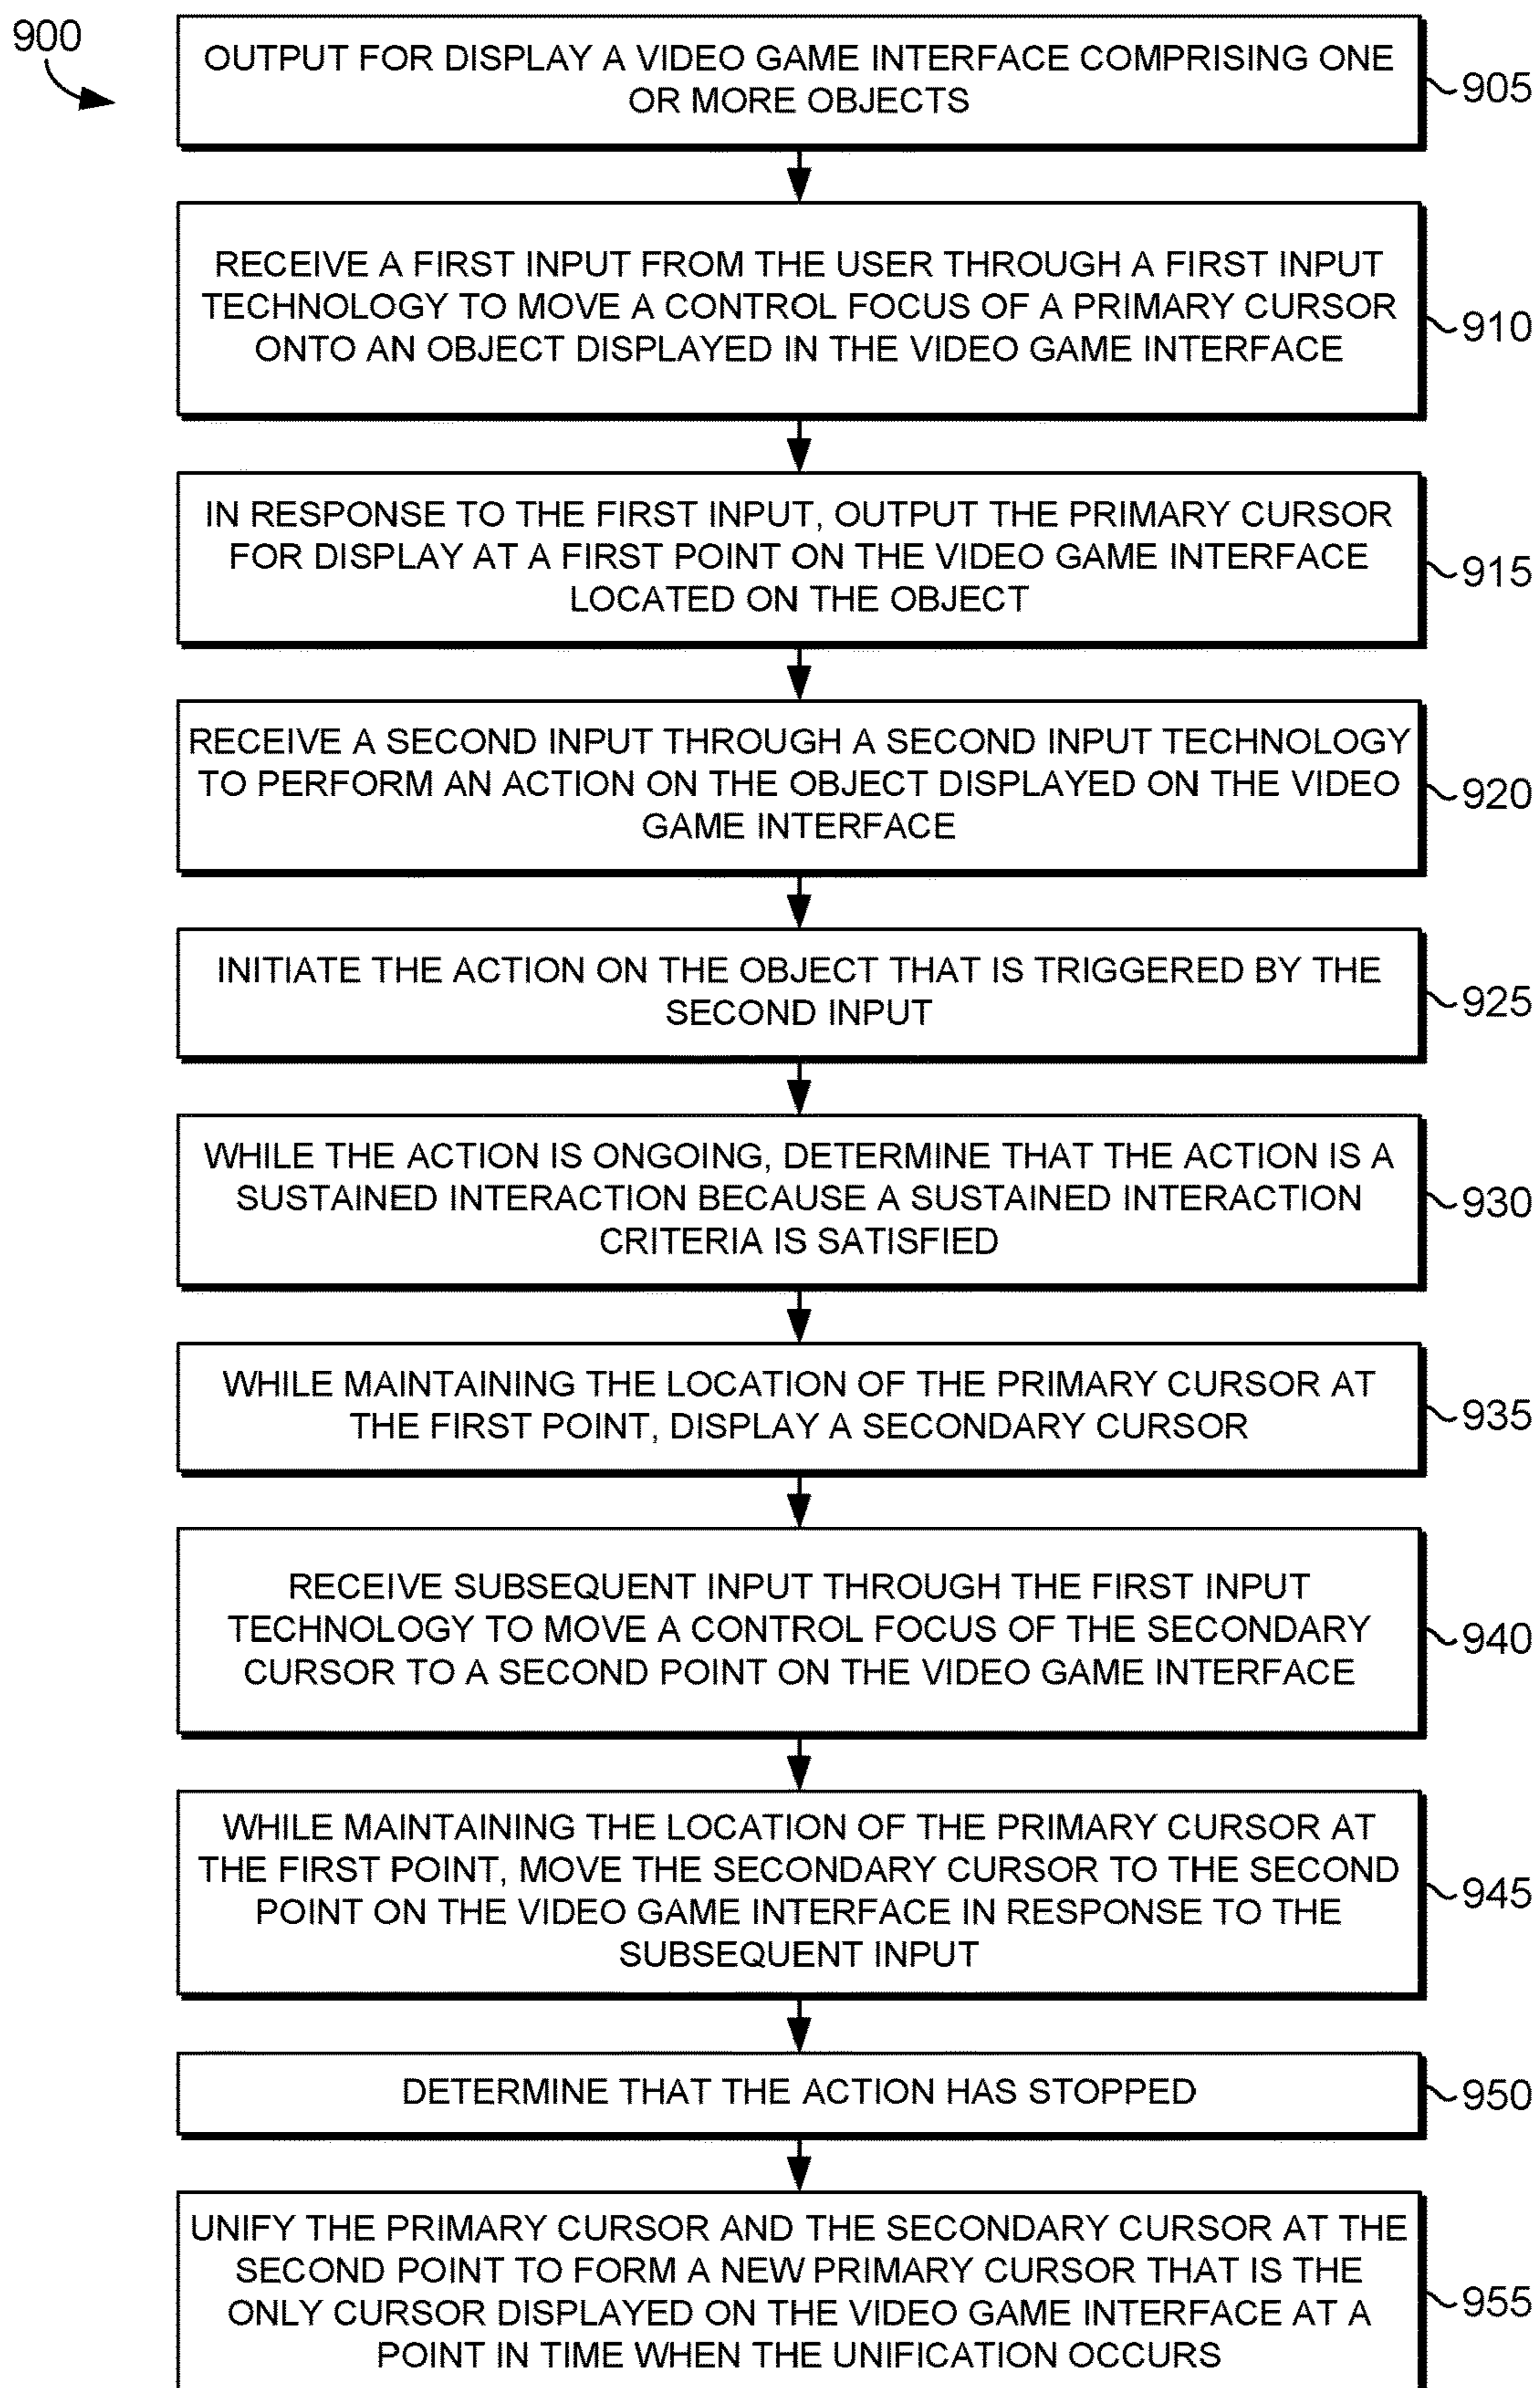 900
OUTPUT FOR DISPLAY A VIDEO GAME INTERFACE COMPRISING ONE
OR MORE OBJECTS
905
RECEIVE A FIRST INPUT FROM THE USER THROUGH A FIRST INPUT
TECHNOLOGY TO MOVE A CONTROL FOCUS OF A PRIMARY CURSOR
ONTO AN OBJECT DISPLAYED IN THE VIDEO GAME INTERFACE
910
IN RESPONSE TO THE FIRST INPUT, OUTPUT THE PRIMARY CURSOR
FOR DISPLAY AT A FIRST POINT ON THE VIDEO GAME INTERFACE
LOCATED ON THE OBJECT
915
RECEIVE A SECOND INPUT THROUGH A SECOND INPUT TECHNOLOGY
TO PERFORM AN ACTION ON THE OBJECT DISPLAYED ON THE VIDEO
GAME INTERFACE
920
INITIATE THE ACTION ON THE OBJECT THAT IS TRIGGERED BY THE
SECOND INPUT
925
WHILE THE ACTION IS ONGOING, DETERMINE THAT THE ACTION IS A
SUSTAINED INTERACTION BECAUSE A SUSTAINED INTERACTION
CRITERIA IS SATISFIED
930
WHILE MAINTAINING THE LOCATION OF THE PRIMARY CURSOR AT
THE FIRST POINT, DISPLAY A SECONDARY CURSOR
935
RECEIVE SUBSEQUENT INPUT THROUGH THE FIRST INPUT
TECHNOLOGY TO MOVE A CONTROL FOCUS OF THE SECONDARY
CURSOR TO A SECOND POINT ON THE VIDEO GAME INTERFACE
940
WHILE MAINTAINING THE LOCATION OF THE PRIMARY CURSOR AT
THE FIRST POINT, MOVE THE SECONDARY CURSOR TO THE SECOND
POINT ON THE VIDEO GAME INTERFACE IN RESPONSE TO THE
SUBSEQUENT INPUT
945
DETERMINE THAT THE ACTION HAS STOPPED
950
UNIFY THE PRIMARY CURSOR AND THE SECONDARY CURSOR AT THE
SECOND POINT TO FORM A NEW PRIMARY CURSOR THAT IS THE
ONLY CURSOR DISPLAYED ON THE VIDEO GAME INTERFACE AT A
POINT IN TIME WHEN THE UNIFICATION OCCURS
955